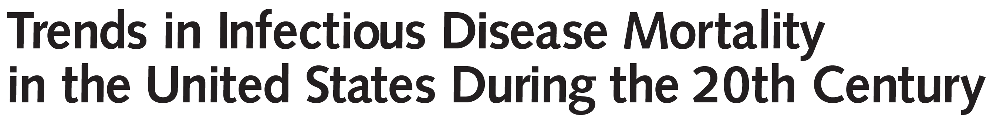 Trends in Infectious Disease Mortality
in the United States During the 20th Century